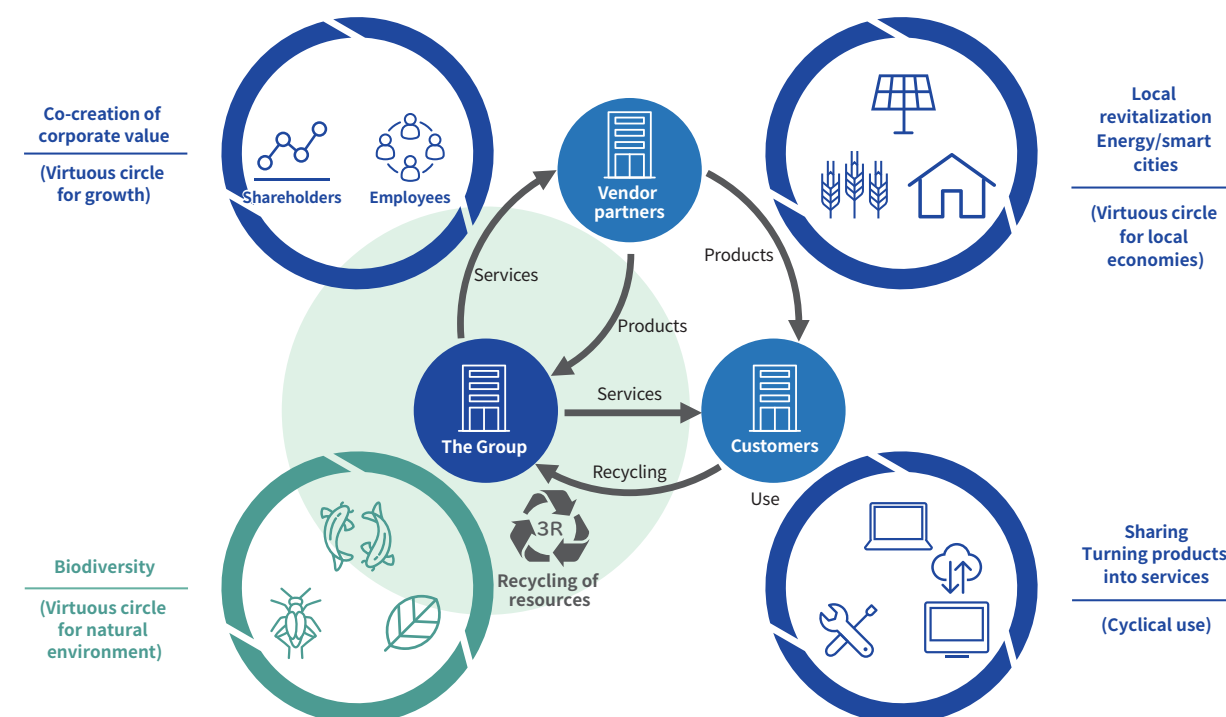 Co-creation of
corporate value
(Virtuous circle
for growth)
Shareholders
Employees
Vendor
partners
Local
revitalization
Energy/smart
cities
(Virtuous circle
for local
economies)
Services
Products
Products
The Group
Services
Customers
Recycling
Use
3R
Recycling of
resources
Biodiversity
(Virtuous circle
for natural
environment)
Sharing
Turning products
into services
(Cyclical use)